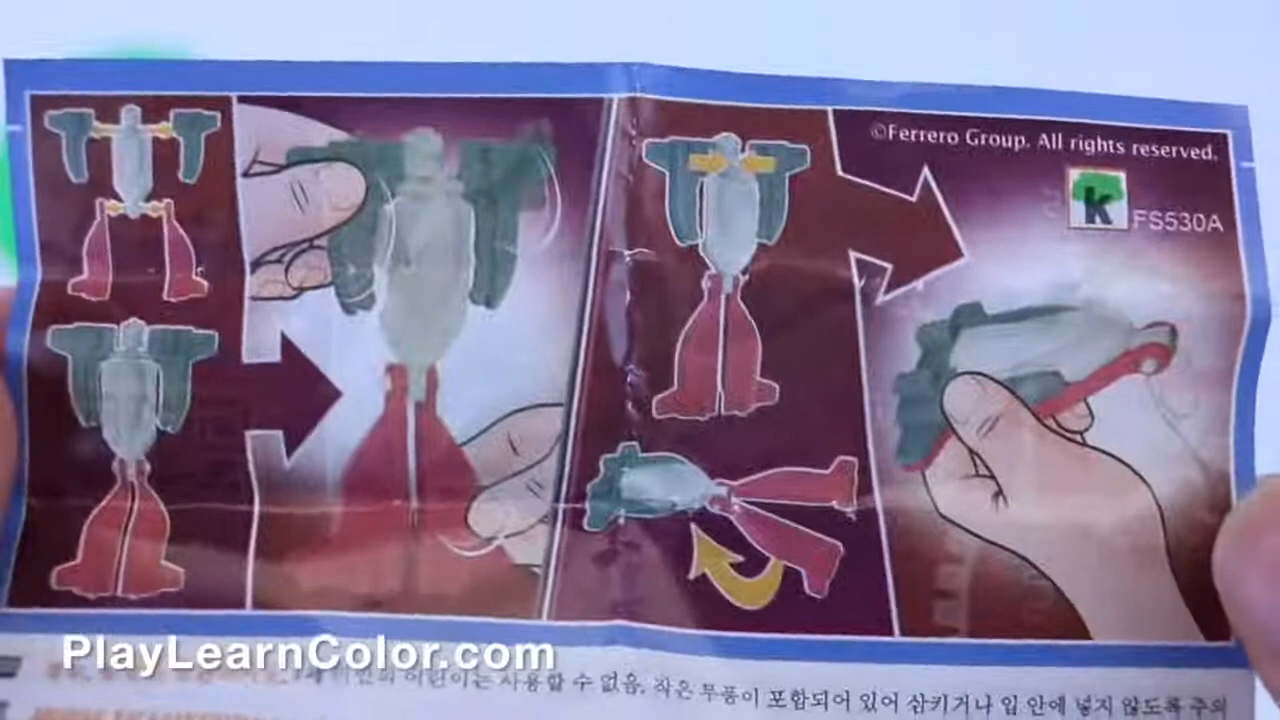 ©Ferrero Group. All rights reserved.
k FS530A
PlayLearnColor.com
어린이는 사용할 수 없음, 작은 부품이 포함되어 있어 삼키거나 입 안에 넣지 않도록 주의